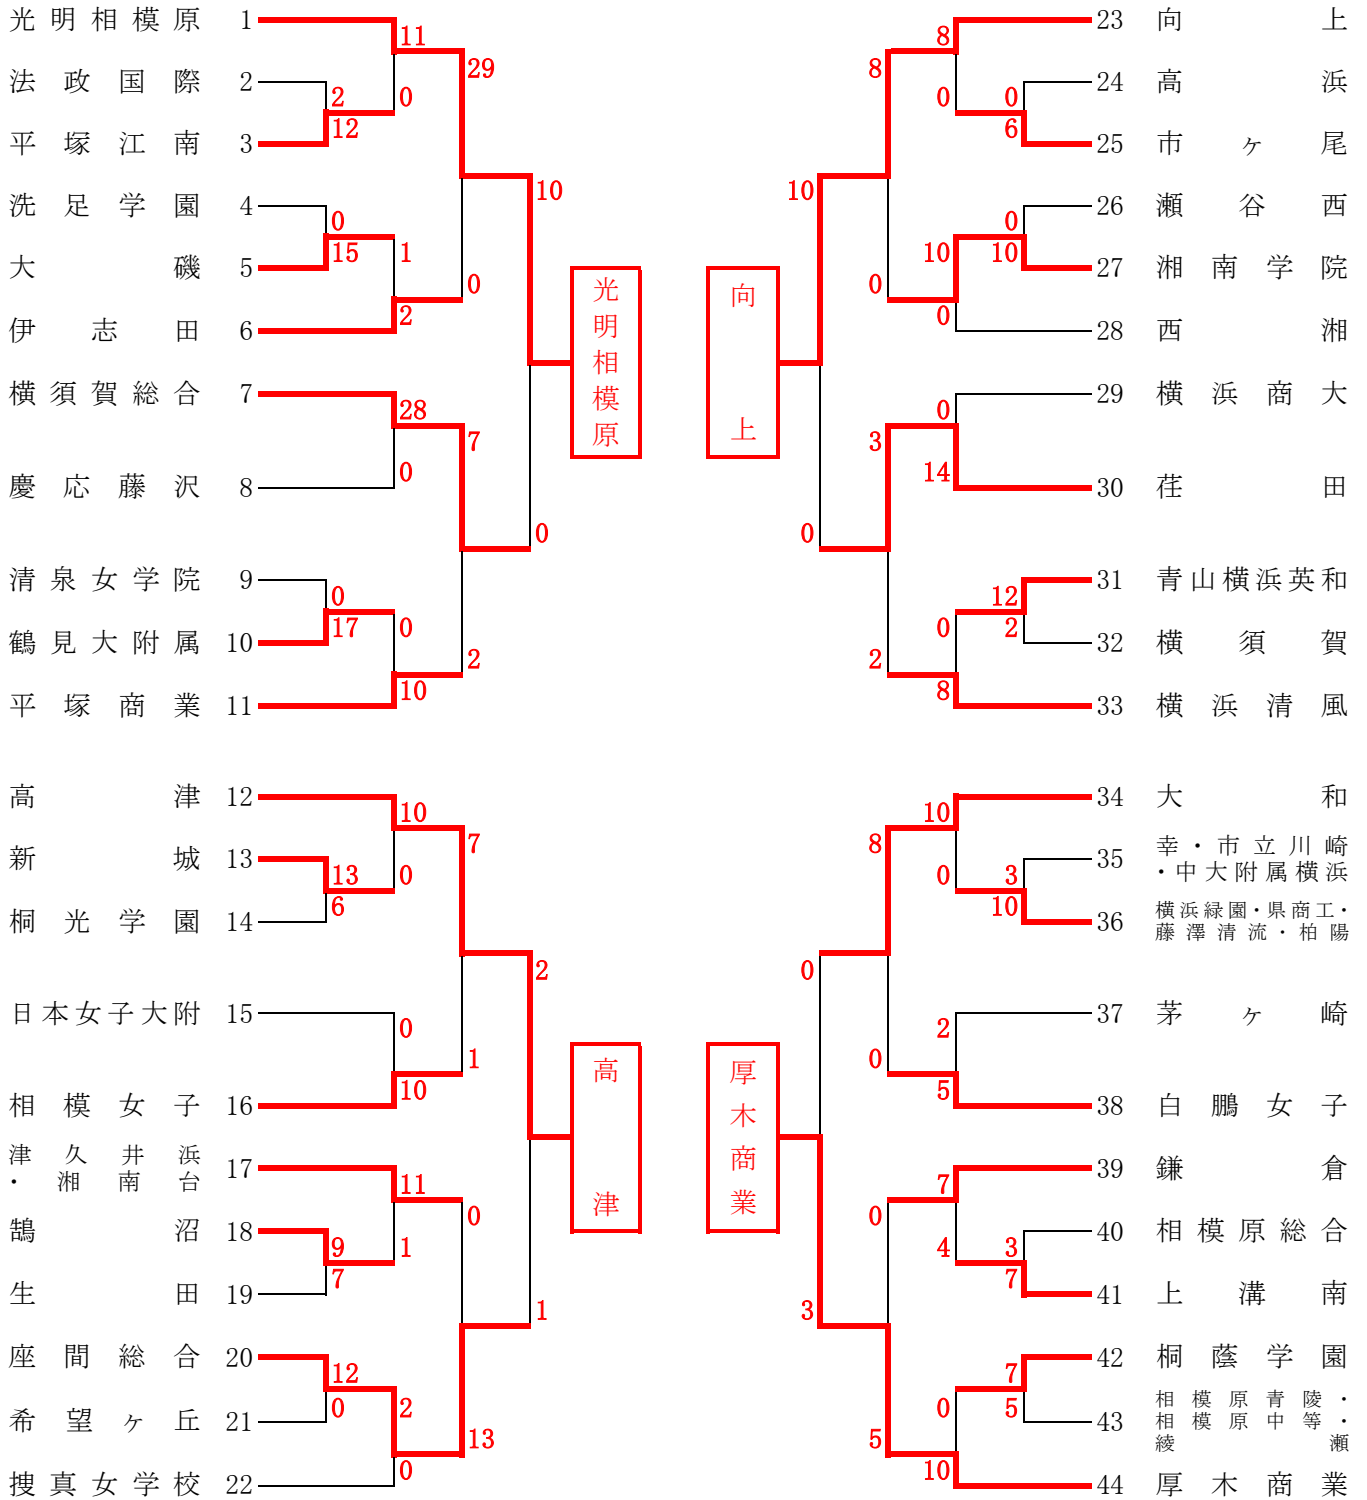 光明相模原 1
11
29
法政国際 2
2
0
12
平塚江南 3
10
洗足学園 4
0
15
1
大磯 5
0
2
伊志田 6
光明相模原
横須賀総合 7
28
7
0
慶応藤沢 8
0
清泉女学院 9
0
17
0
鶴見大附属 10
2
10
平塚商業 11
高津 12
10
7
新城 13
13
0
6
桐光学園 14
2
日本女子大附 15
0
1
10
相模女子 16
高津
津久井浜
・湘南台 17
11
0
鵠沼 18
9
1
7
生田 19
1
座間総合 20
12
0
2
希望ヶ丘 21
13
0
捜真女学校 22
23 向上
8
8
24 高浜
0
0
6
25 市ヶ尾
10
26 瀬谷西
0
10
10
27 湘南学院
0
0
28 西湘
向上
29 横浜商大
0
3
14
30 荏田
0
31 青山横浜英和
12
0
2
32 横須賀
2
8
33 横浜清風
34 大和
10
8
35 幸・市立川崎
・中大附属横浜
0
3
10
36 横浜緑園・県商工・
藤澤清流・柏陽
0
37 茅ヶ崎
2
0
5
38 白鵬女子
厚木商業
39 鎌倉
7
0
40 相模原総合
4
3
7
41 上溝南
3
42 桐蔭学園
7
0
5
43 相模原青陵・
相模原中等・
綾瀬
5
10
44 厚木商業